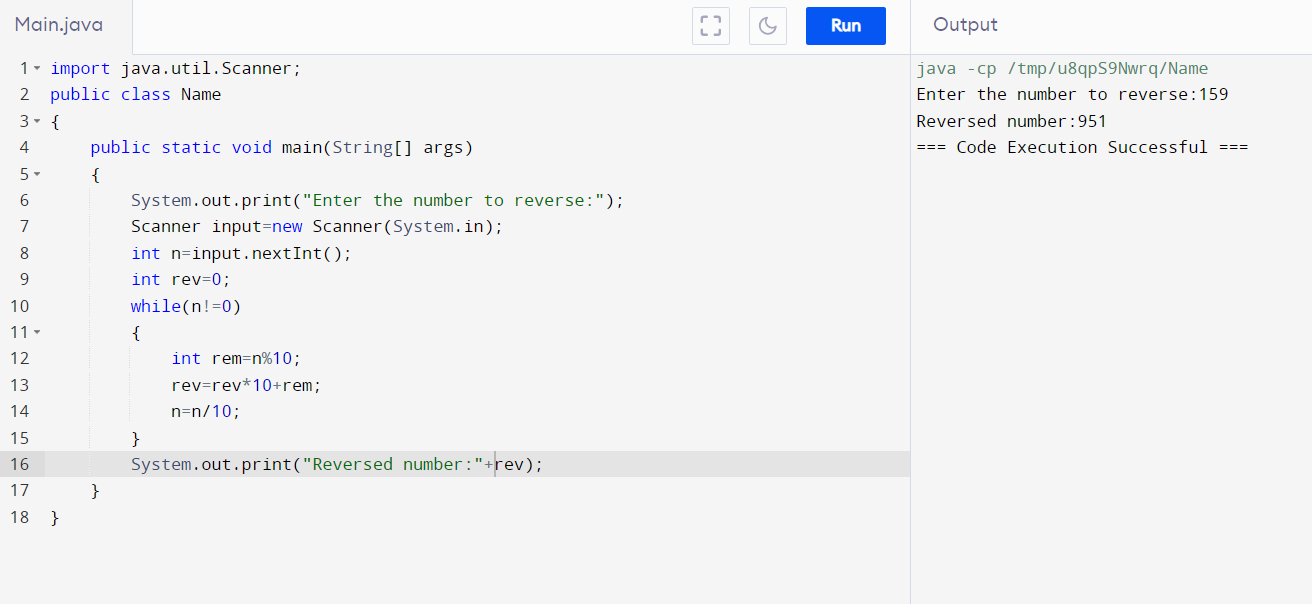 Main.java
Run
Output
1 import java.util.Scanner;
2 public class Name
3 {
4     public static void main(String[] args)
5     {
6         System.out.print("Enter the number to reverse:");
7         Scanner input=new Scanner(System.in);
8         int n=input.nextInt();
9         int rev=0;
10         while(n!=0)
11         {
12             int rem=n%10;
13             rev=rev*10+rem;
14             n=n/10;
15         }
16         System.out.print("Reversed number:"+rev);
17     }
18 }
java -cp /tmp/u8qpS9Nwrq/Name
Enter the number to reverse:159
Reversed number:951
=== Code Execution Successful ===